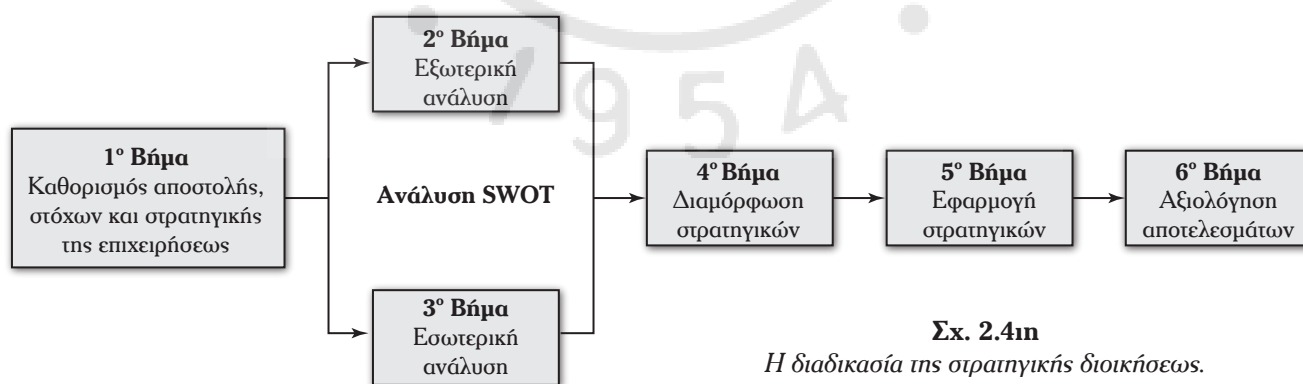 1954
2º Βήμα
Εξωτερική
ανάλυση
1º Βήμα
Καθορισμός αποστολής,
στόχων και στρατηγικής
της επιχειρήσεως
Ανάλυση SWOT
4º Βήμα
Διαμόρφωση
στρατηγικών
5º Βήμα
Εφαρμογή
στρατηγικών
6º Βήμα
Αξιολόγηση
αποτελεσμάτων
3º Βήμα
Εσωτερική
ανάλυση
Σχ. 2.4ιη
Η διαδικασία της στρατηγικής διοικήσεως.